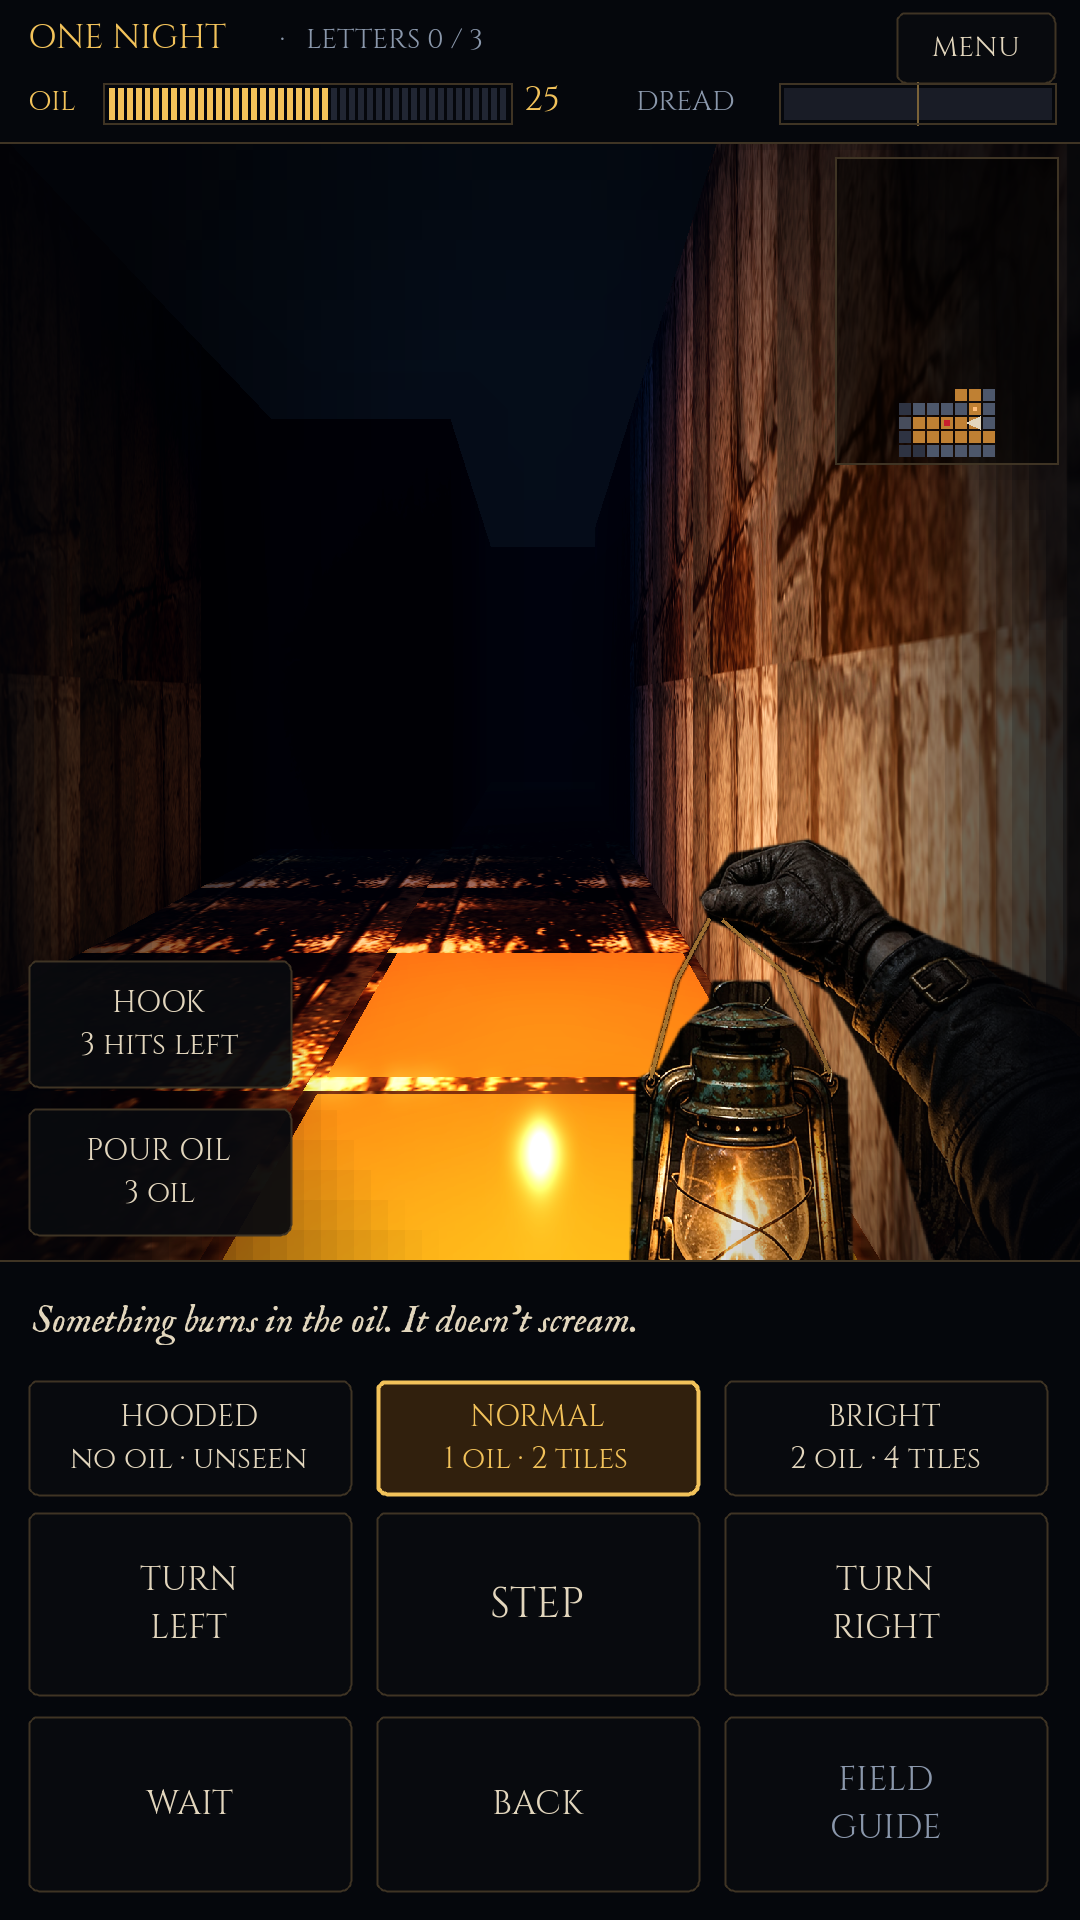 ONE NIGHT · LETTERS 0 / 3
MENU
OIL 25 DREAD
HOOK
3 HITS LEFT
POUR OIL
3 OIL
Something burns in the oil. It doesn't scream.
HOODED
NO OIL · UNSEEN
NORMAL
1 OIL · 2 TILES
BRIGHT
2 OIL · 4 TILES
TURN
LEFT
STEP
TURN
RIGHT
WAIT
BACK
FIELD
GUIDE